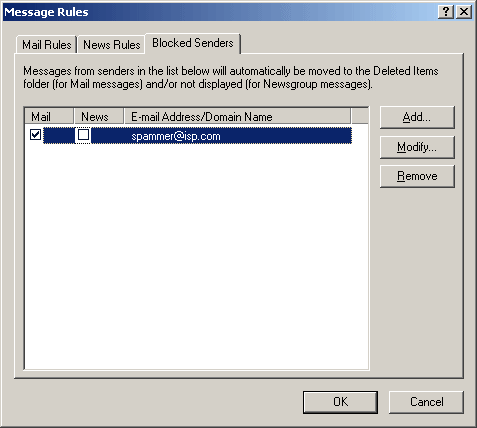 Message Rules
Mail Rules News Rules Blocked Senders
Messages from senders in the list below will automatically be moved to the Deleted Items
folder (for Mail messages) and/or not displayed (for Newsgroup messages).
Mail News E-mail Address/Domain Name
spammer@isp.com
Add...
Modify...
Remove
OK Cancel